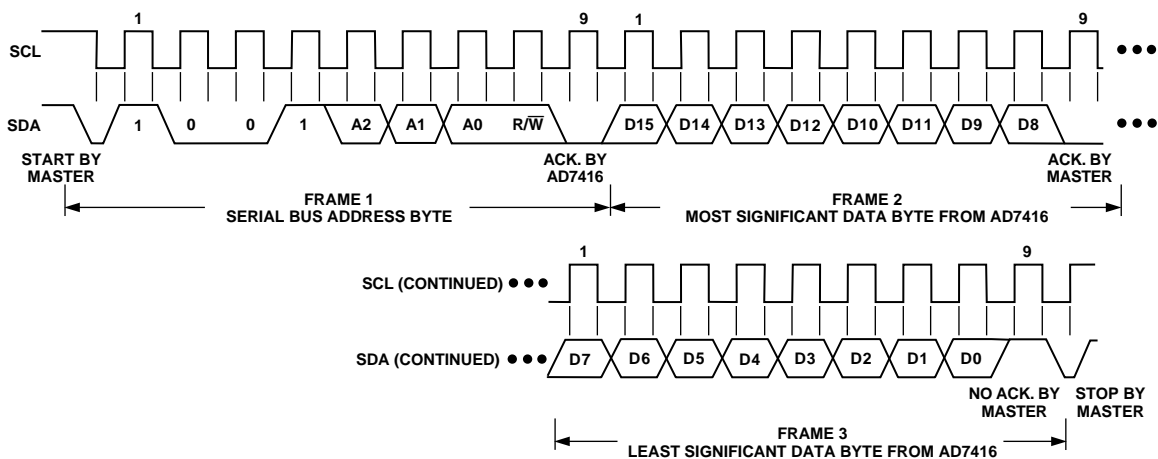 1 9 1 9
SCL
SDA 1 0 0 1 A2 A1 A0 R/W̅ D15 D14 D13 D12 D10 D11 D9 D8
START BY MASTER
ACK. BY AD7416
ACK. BY MASTER
FRAME 1
SERIAL BUS ADDRESS BYTE
FRAME 2
MOST SIGNIFICANT DATA BYTE FROM AD7416
1 9
SCL (CONTINUED)
SDA (CONTINUED) D7 D6 D5 D4 D3 D2 D1 D0
NO ACK. BY MASTER
STOP BY MASTER
FRAME 3
LEAST SIGNIFICANT DATA BYTE FROM AD7416